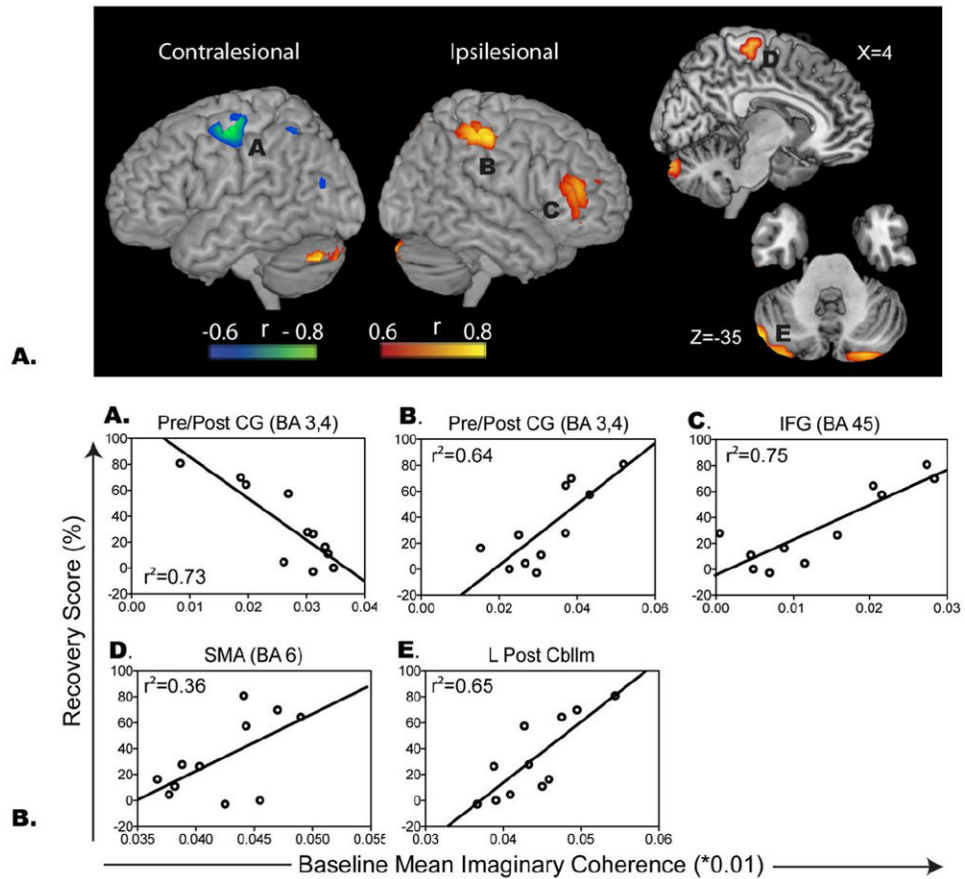 Contralesional
Ipsilesional
X=4
D
A
B
C
E
Z=-35
-0.6 r -0.8
0.6 r 0.8
A.
A. Pre/Post CG (BA 3,4)
100
80
60
40
20
0
-20
r²=0.73
0.00 0.01 0.02 0.03 0.04
B. Pre/Post CG (BA 3,4)
100
80
60
40
20
0
-20
r²=0.64
0.00 0.02 0.04 0.06
C. IFG (BA 45)
100
80
60
40
20
0
-20
r²=0.75
0.00 0.01 0.02 0.03
D. SMA (BA 6)
100
80
60
40
20
0
-20
r²=0.36
0.035 0.040 0.045 0.050 0.055
E. L Post Cbllm
100
80
60
40
20
0
-20
r²=0.65
0.03 0.04 0.05 0.06
Recovery Score (%)
B.
Baseline Mean Imaginary Coherence (*0.01)